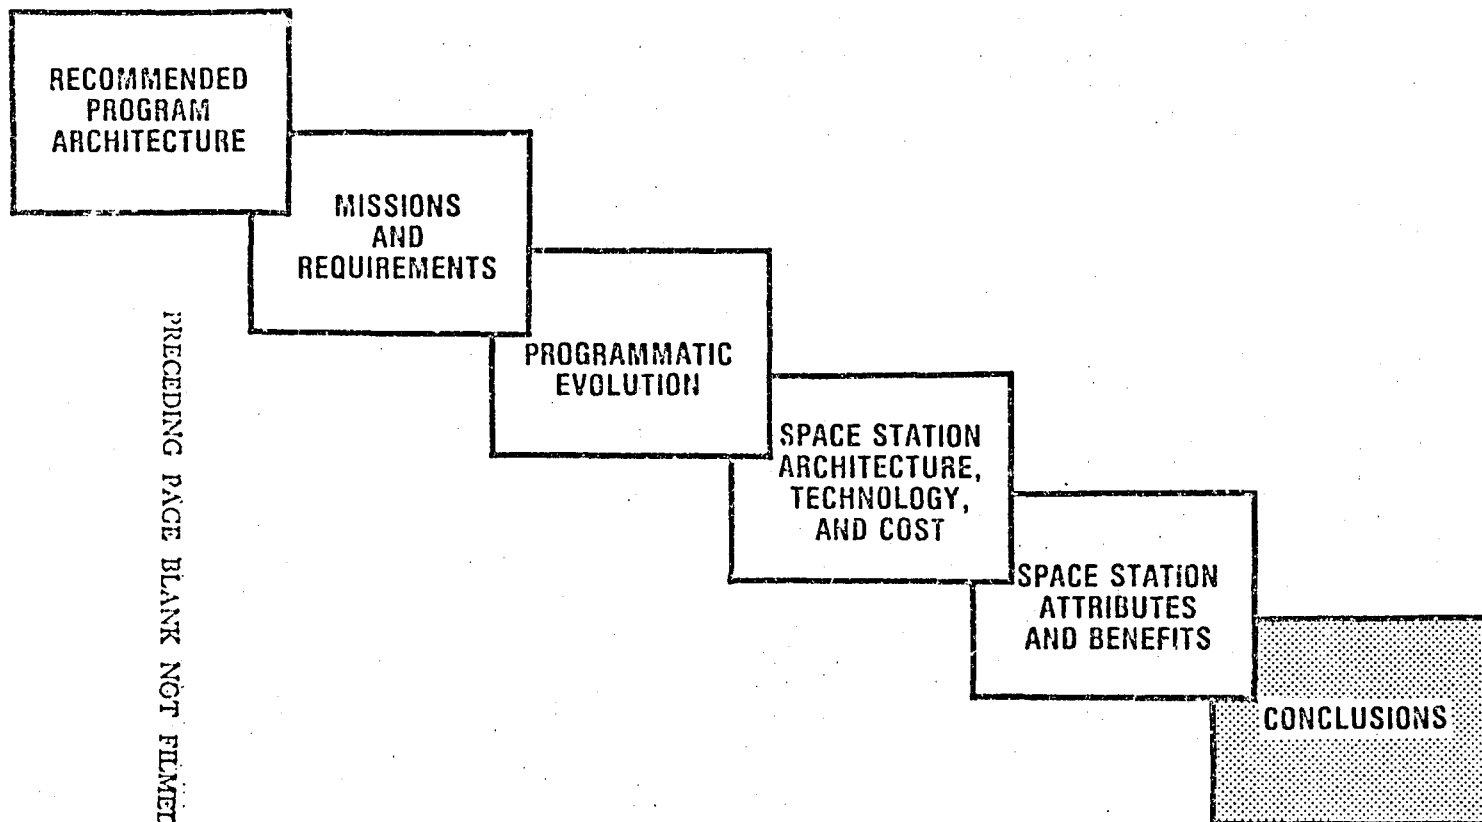 RECOMMENDED
PROGRAM
ARCHITECTURE
MISSIONS
AND
REQUIREMENTS
PROGRAMMATIC
EVOLUTION
SPACE STATION
ARCHITECTURE,
TECHNOLOGY,
AND COST
SPACE STATION
ATTRIBUTES
AND BENEFITS
CONCLUSIONS
PRECEDING PAGE BLANK NOT FILMED